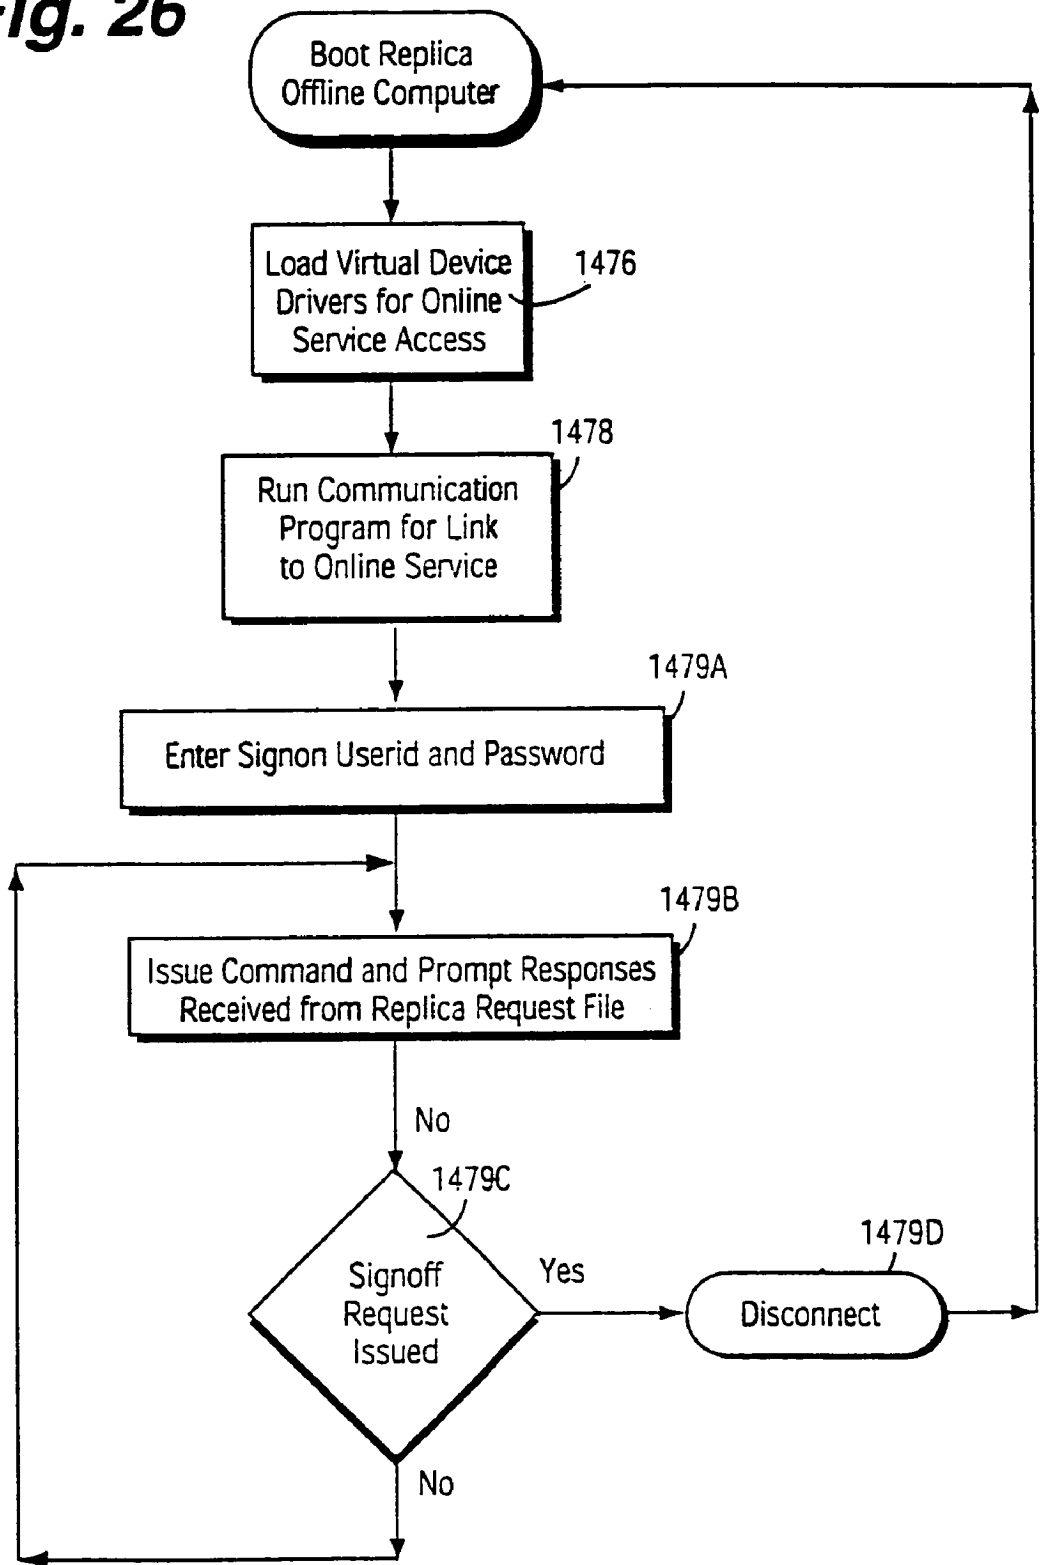 Fig. 26
Boot Replica
Offline Computer
Load Virtual Device
Drivers for Online
Service Access
1476
1478
Run Communication
Program for Link
to Online Service
1479A
Enter Signon Userid and Password
1479B
Issue Command and Prompt Responses
Received from Replica Request File
No
1479C
Signoff
Request
Issued
Yes
1479D
Disconnect
No